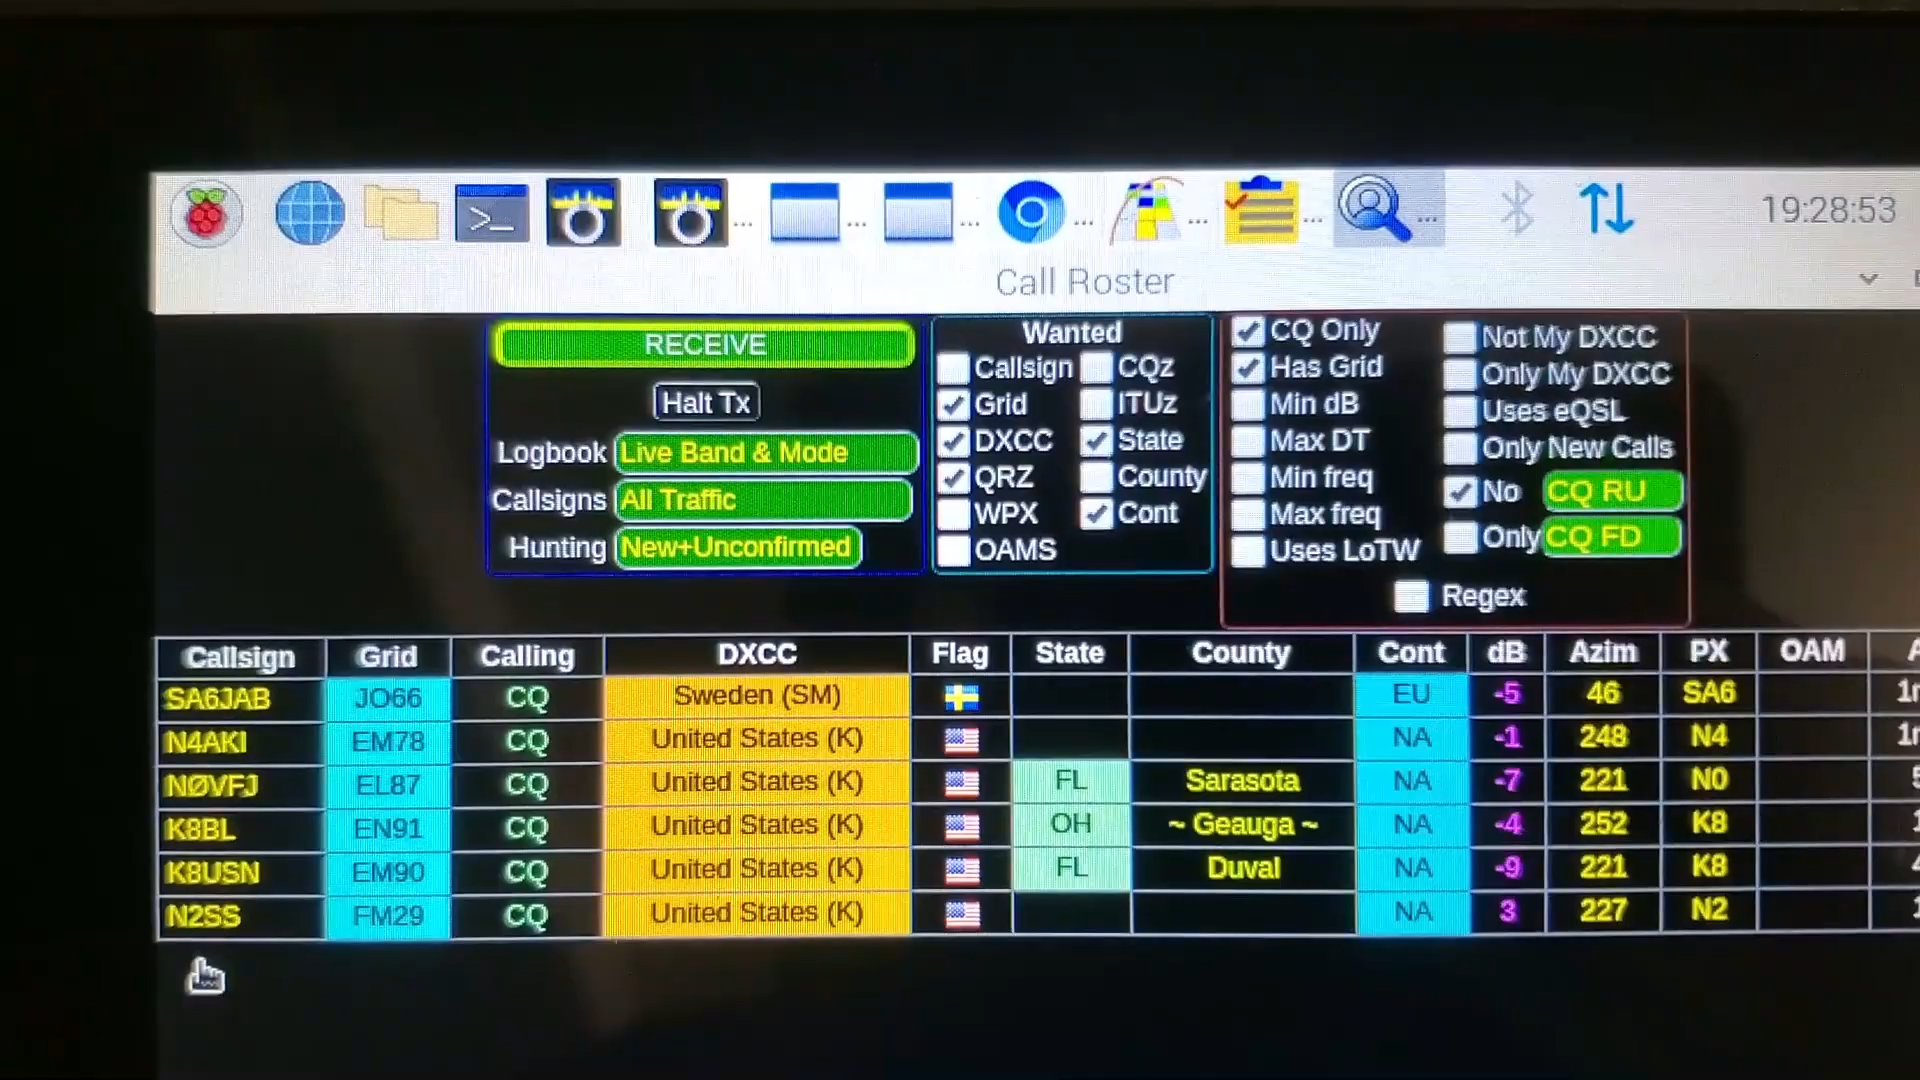 19:28:53
Call Roster
RECEIVE
Halt Tx
Logbook Live Band & Mode
Callsigns All Traffic
Hunting New+Unconfirmed
Wanted
Callsign CQz
Grid ITUz
DXCC State
QRZ County
WPX Cont
OAMS
CQ Only Not My DXCC
Has Grid Only My DXCC
Min dB Uses eQSL
Max DT Only New Calls
Min freq No CQ RU
Max freq Only CQ FD
Uses LoTW
Regex
Callsign Grid Calling DXCC Flag State County Cont dB Azim PX OAM
SA6JAB JO66 CQ Sweden (SM) EU -5 46 SA6
N4AKI EM78 CQ United States (K) NA -1 248 N4
NØVFJ EL87 CQ United States (K) FL Sarasota NA -7 221 N0
K8BL EN91 CQ United States (K) OH ~ Geauga ~ NA -4 252 K8
K8USN EM90 CQ United States (K) FL Duval NA -9 221 K8
N2SS FM29 CQ United States (K) NA 3 227 N2